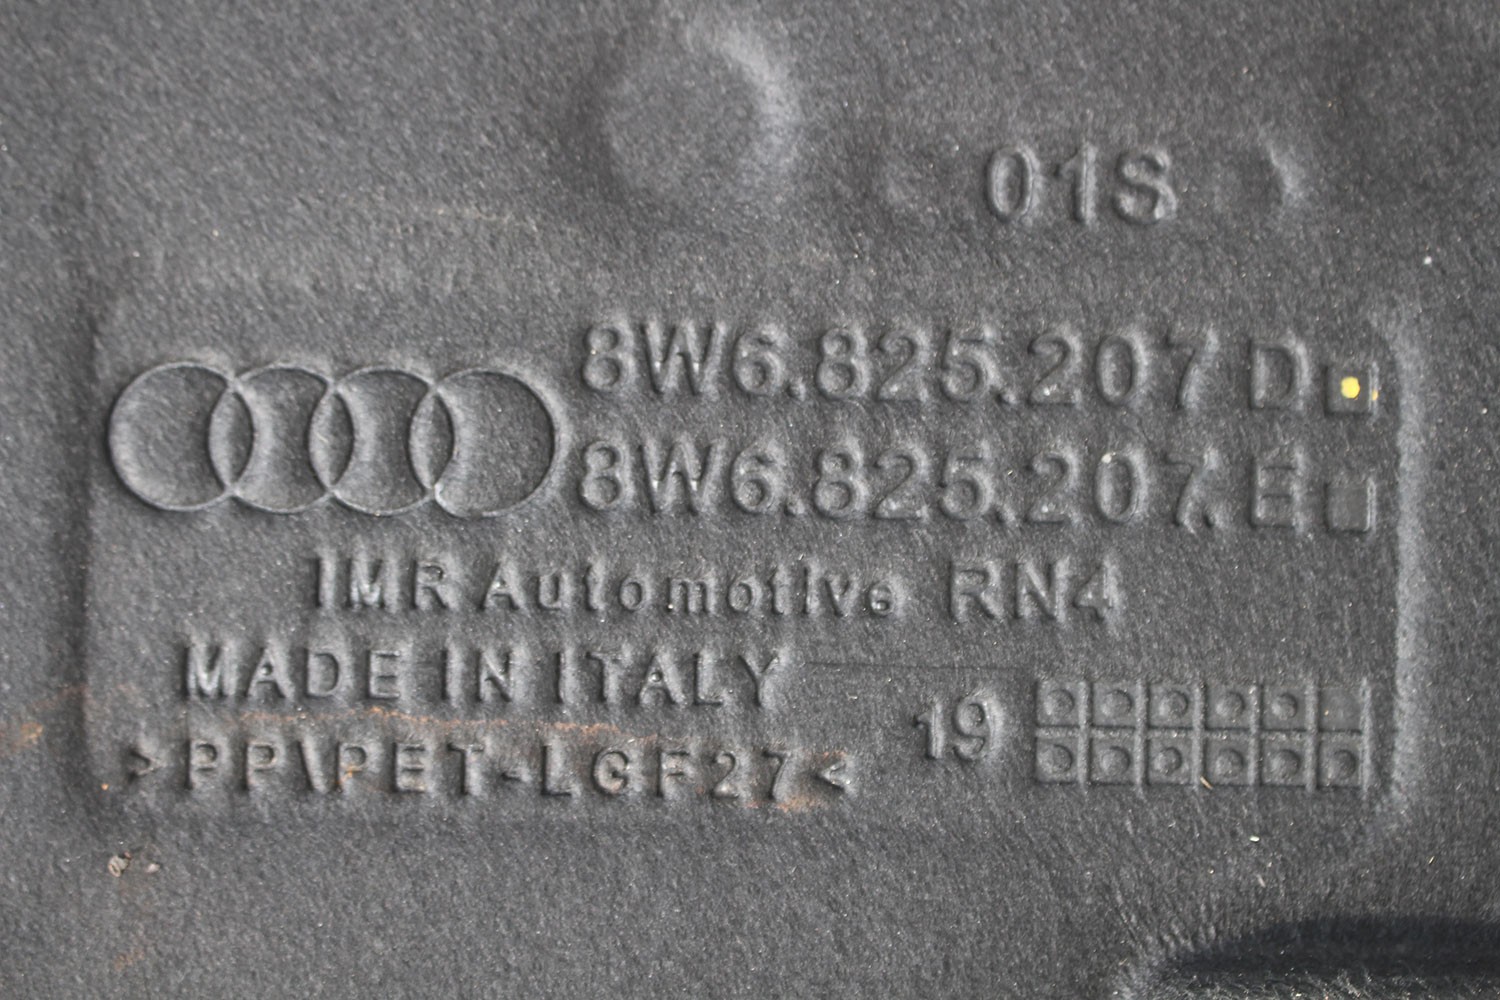 01S
8W6.825.207 D
8W6.825.207. E
IMR Automotive RN4
MADE IN ITALY
19
>PP\PET-LGF27<